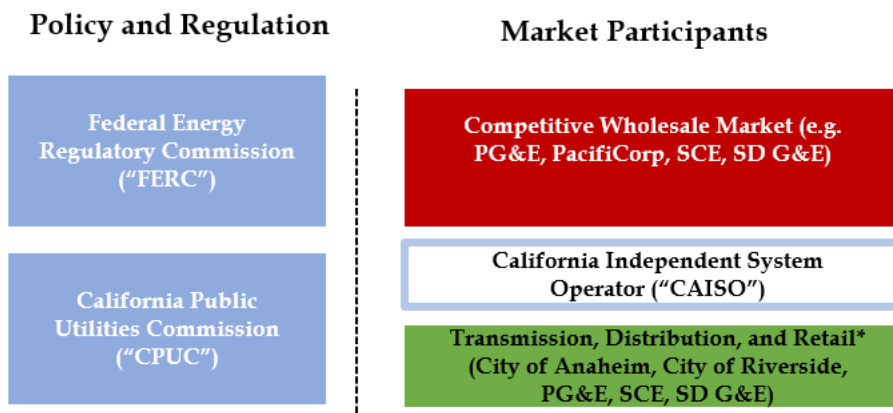 Policy and Regulation
Market Participants
Federal Energy
Regulatory Commission
(“FERC”)
California Public
Utilities Commission
(“CPUC”)
Competitive Wholesale Market (e.g.
PG&E, PacifiCorp, SCE, SD G&E)
California Independent System
Operator (“CAISO”)
Transmission, Distribution, and Retail*
(City of Anaheim, City of Riverside,
PG&E, SCE, SD G&E)